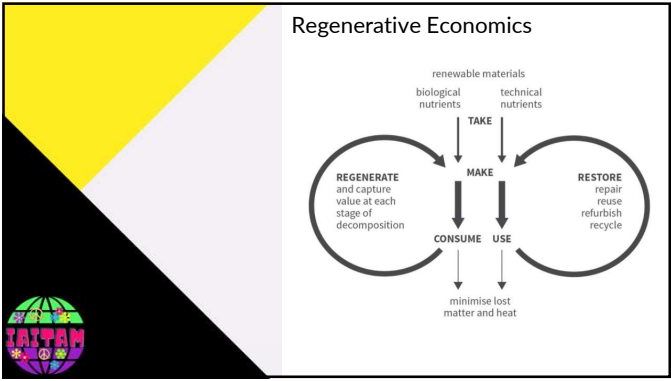 Regenerative Economics
renewable materials
biological
nutrients
technical
nutrients
TAKE
MAKE
REGENERATE
and capture
value at each
stage of
decomposition
RESTORE
repair
reuse
refurbish
recycle
CONSUME USE
minimise lost
matter and heat
IAITAM